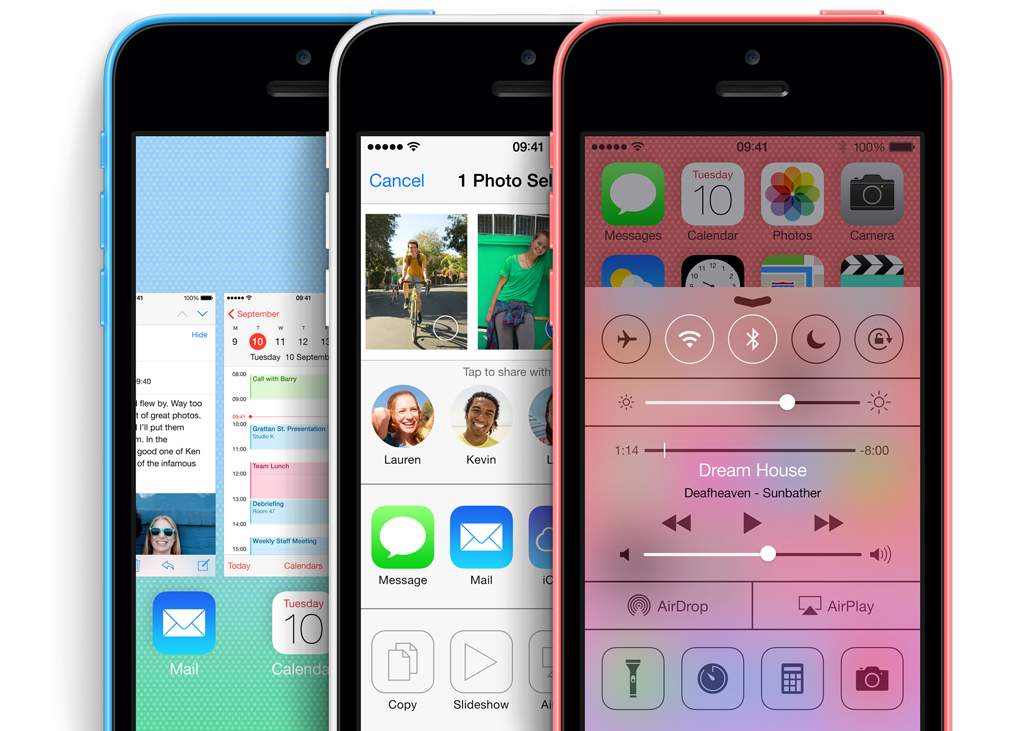 41
100%
Hide
09:40
I flew by. Way too
t of great photos.
I I'll put them
m. In the
good one of Ken
of the infamous
09:41
September
M T W T
9 10 11 12 13
Tuesday 10 Septemb
08:00
Call with Barry
09:00
09:41
10:00
Grattan St. Presentation
Studio K
11:00
12:00
Team Lunch
13:00
Debriefing
Room 47
14:00
15:00
Weekly Staff Meeting
Today
Calendars
Mail
Tuesday
10
Calenda
09:41
Cancel
1 Photo Sel
Tap to share with
Lauren
Kevin
L
Message
Mail
iC
Copy
Slideshow
Ai
09:41
100%
Messages
Tuesday
10
Calendar
Photos
Camera
1:14
-8:00
Dream House
Deafheaven - Sunbather
AirDrop
AirPlay